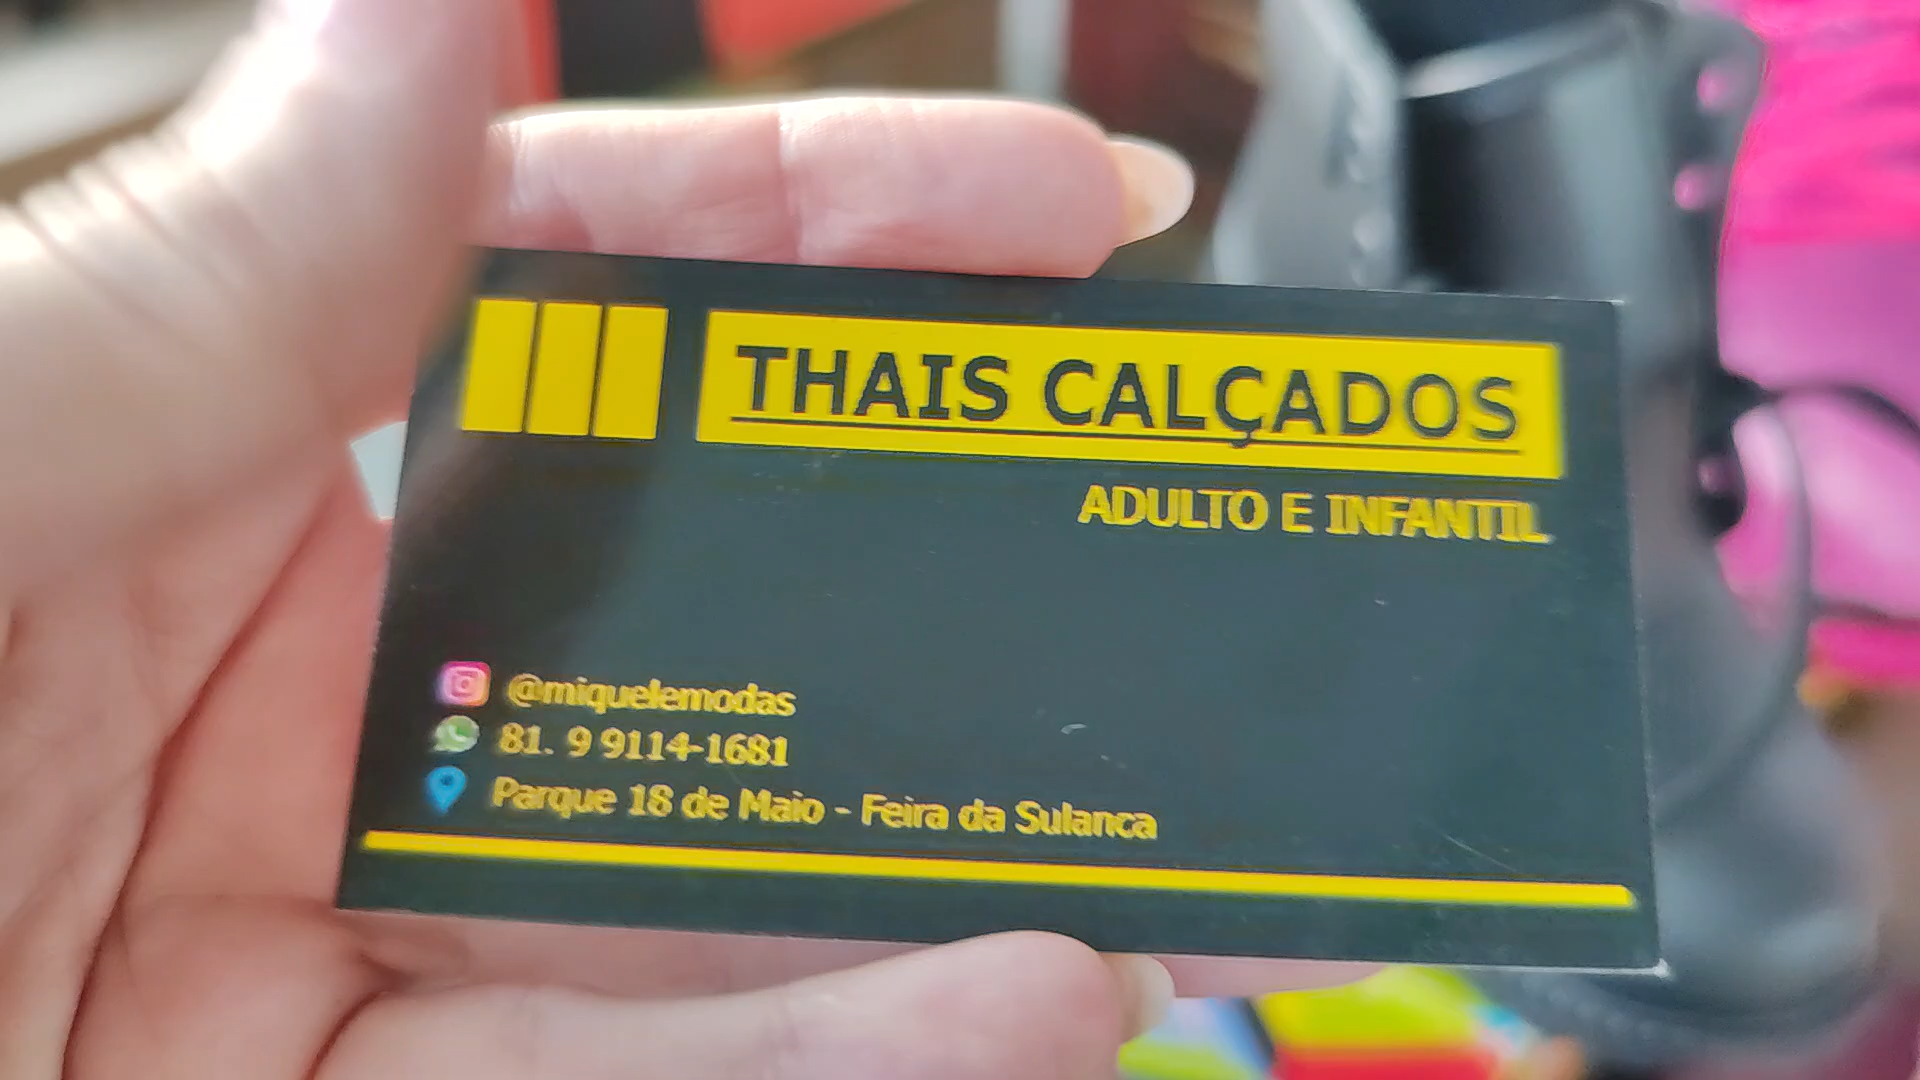 THAIS CALÇADOS
ADULTO E INFANTIL
@miquelemodas
81. 9 9114-1681
Parque 18 de Maio - Feira da Sulanca